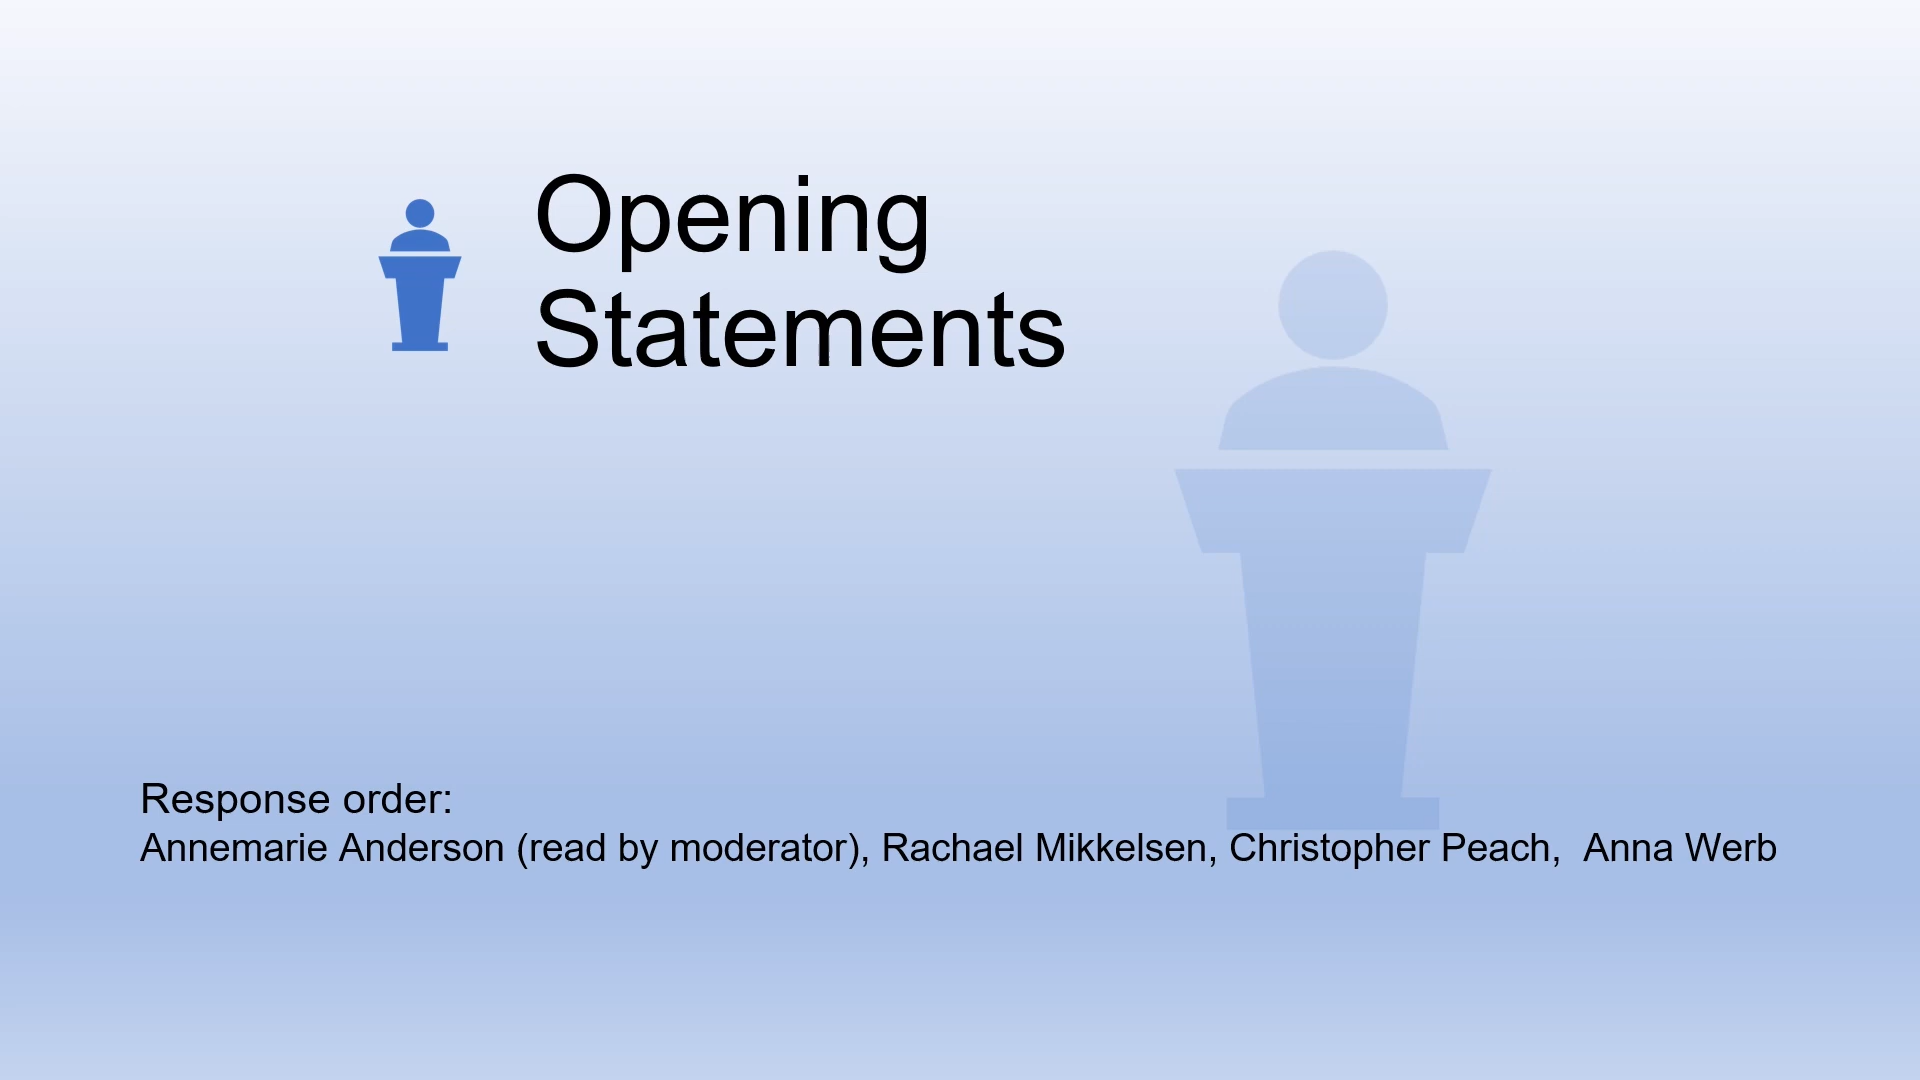 Opening
Statements
Response order:
Annemarie Anderson (read by moderator), Rachael Mikkelsen, Christopher Peach,  Anna Werb